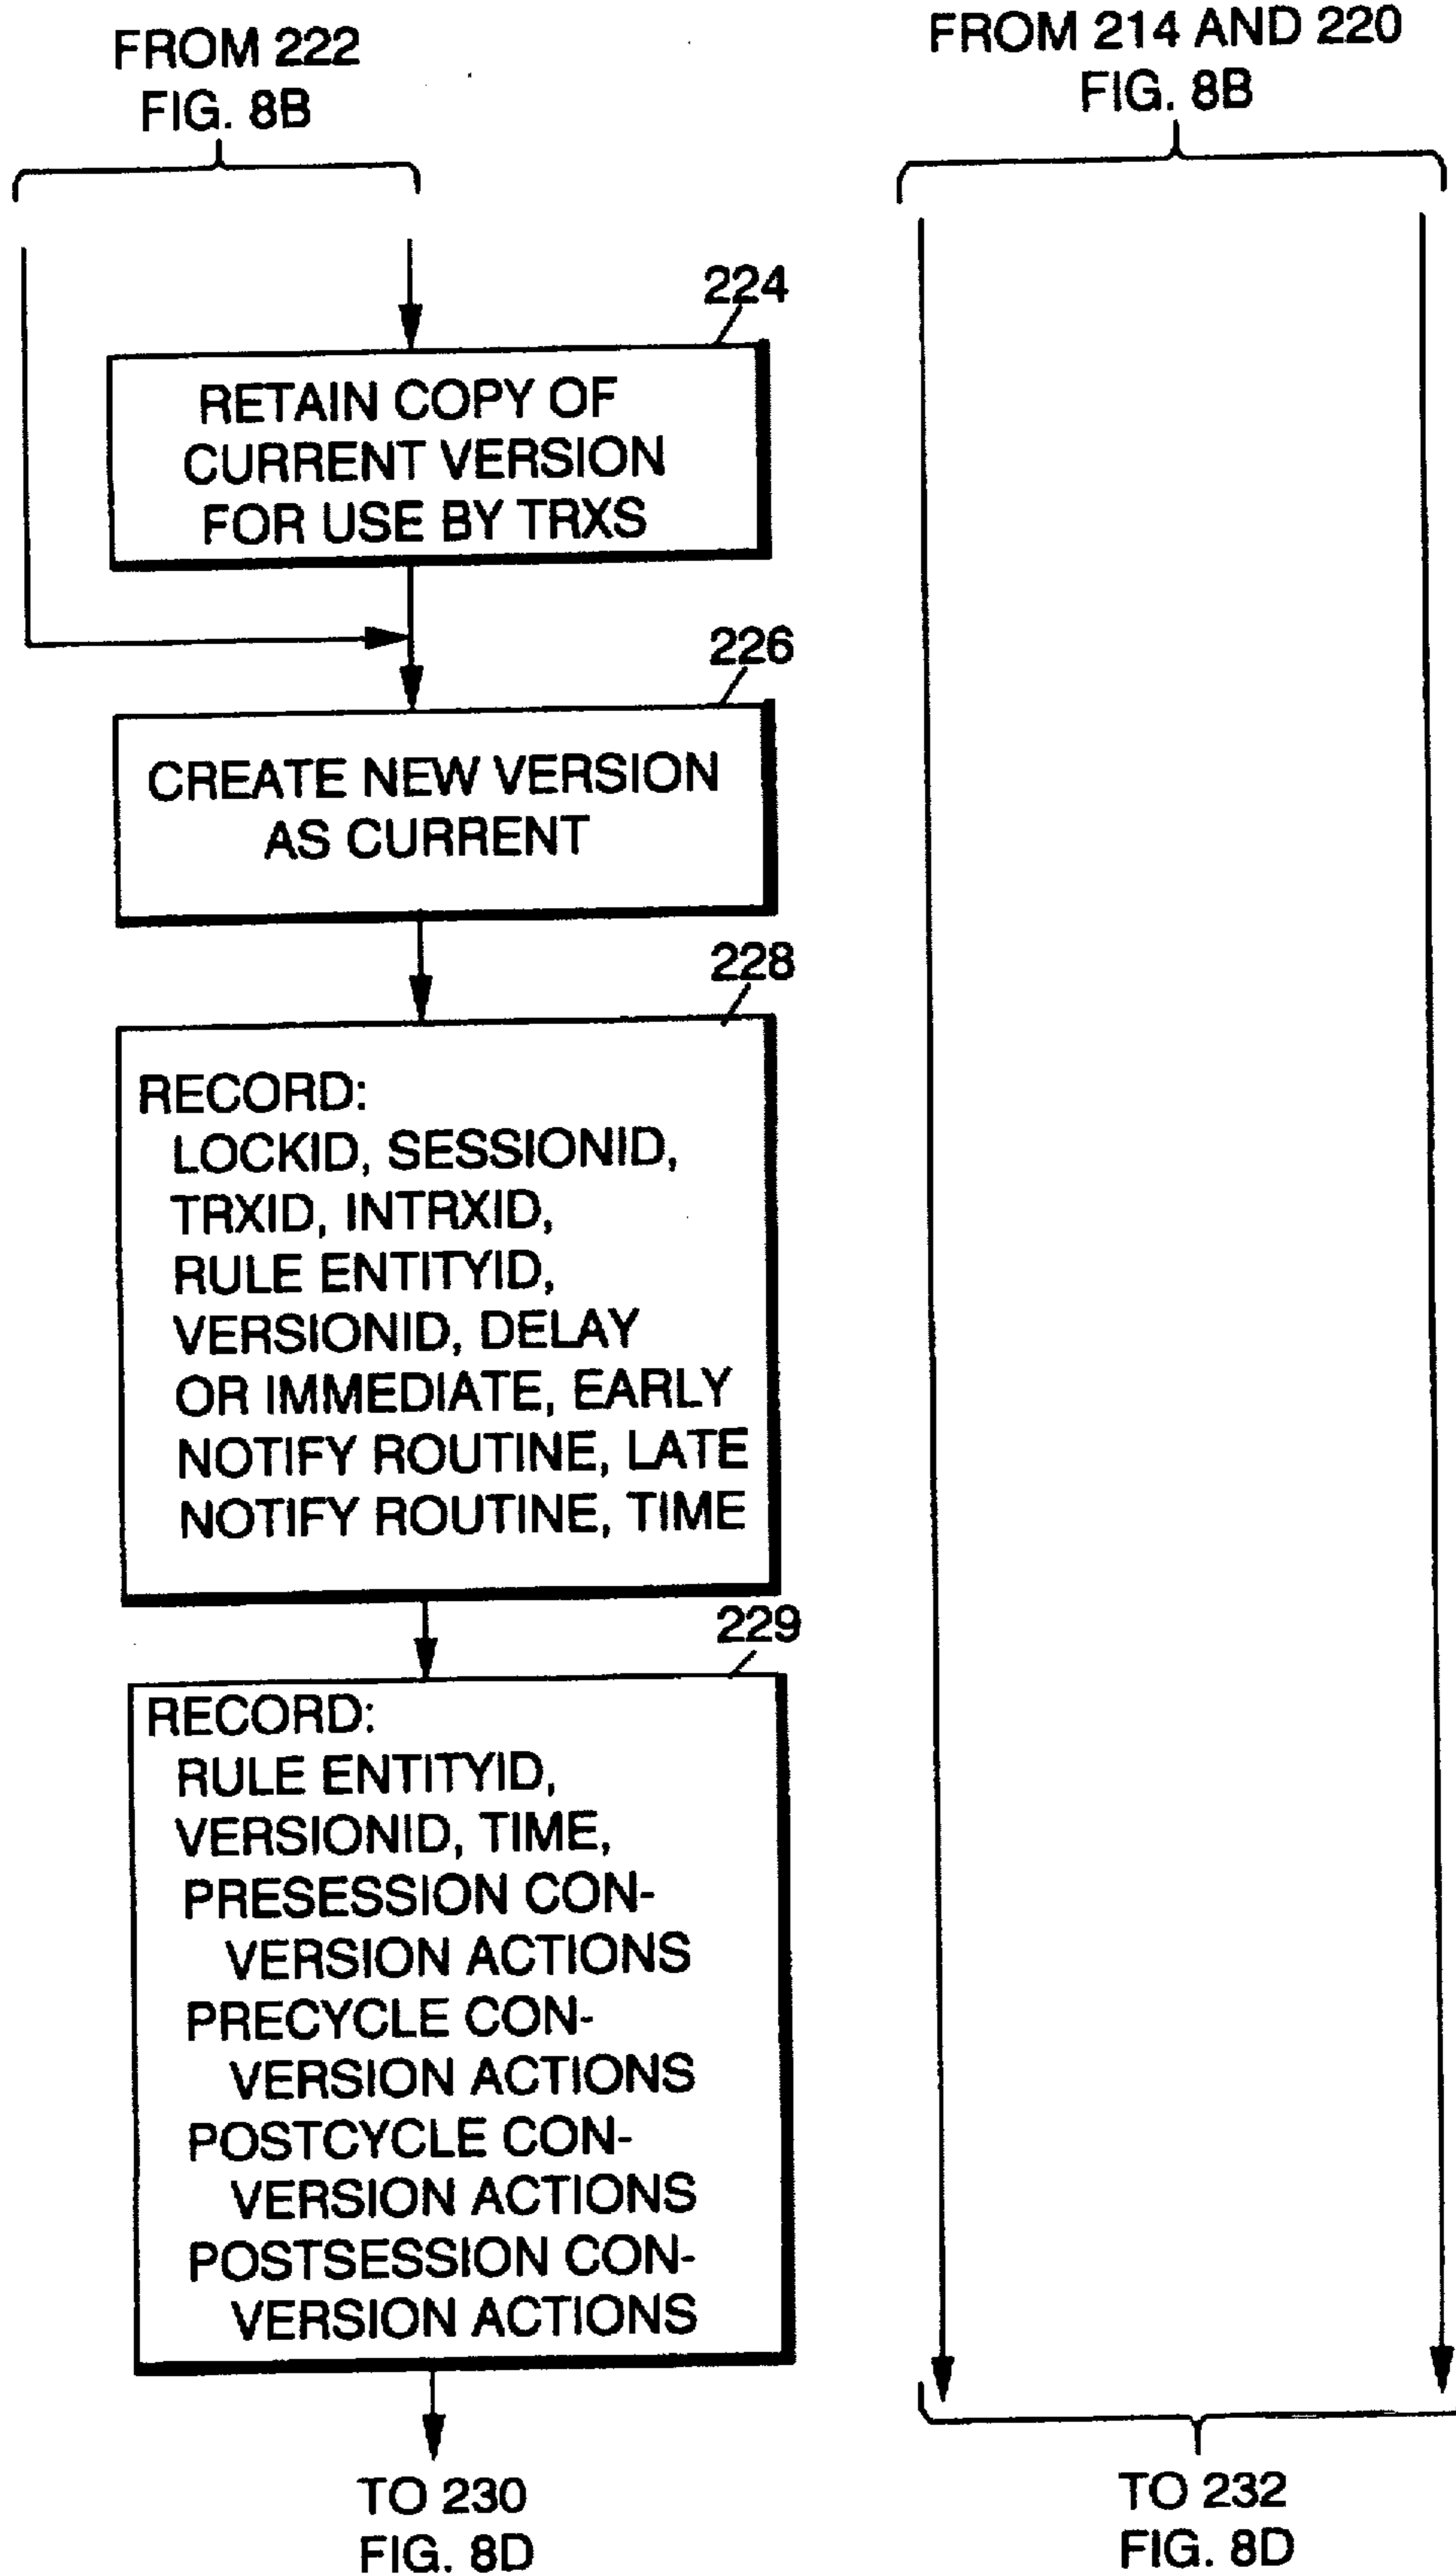 FROM 222
FIG. 8B
FROM 214 AND 220
FIG. 8B
224
RETAIN COPY OF
CURRENT VERSION
FOR USE BY TRXS
226
CREATE NEW VERSION
AS CURRENT
228
RECORD:
LOCKID, SESSIONID,
TRXID, INTRXID,
RULE ENTITYID,
VERSIONID, DELAY
OR IMMEDIATE, EARLY
NOTIFY ROUTINE, LATE
NOTIFY ROUTINE, TIME
229
RECORD:
RULE ENTITYID,
VERSIONID, TIME,
PRESESSION CON-
VERSION ACTIONS
PRECYCLE CON-
VERSION ACTIONS
POSTCYCLE CON-
VERSION ACTIONS
POSTSESSION CON-
VERSION ACTIONS
TO 230
FIG. 8D
TO 232
FIG. 8D